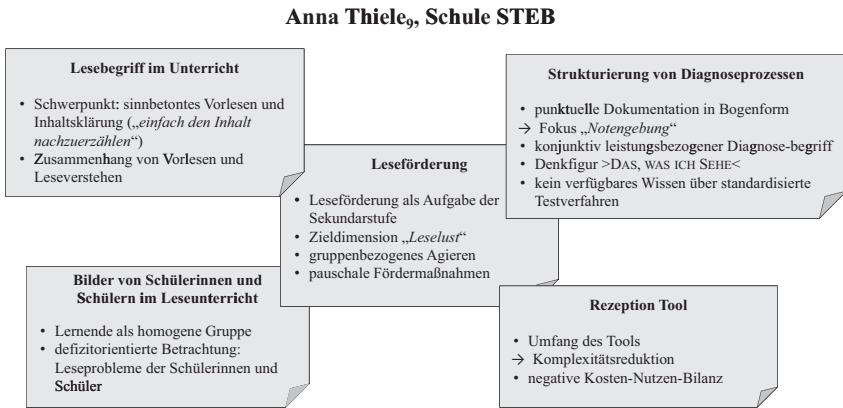 Anna Thiele₉, Schule STEB
Lesebegriff im Unterricht
• Schwerpunkt: sinnbetontes Vorlesen und
Inhaltsklärung („einfach den Inhalt
nachzuerzählen“)
• Zusammenhang von Vorlesen und
Leseverstehen
Strukturierung von Diagnoseprozessen
• punktuelle Dokumentation in Bogenform
→ Fokus „Notengebung“
• konjunktiv leistungsbezogener Diagnose-begriff
• Denkfigur >DAS, WAS ICH SEHE<
• kein verfügbares Wissen über standardisierte
Testverfahren
Leseförderung
• Leseförderung als Aufgabe der
Sekundarstufe
• Zieldimension „Leselust“
• gruppenbezogenes Agieren
• pauschale Fördermaßnahmen
Bilder von Schülerinnen und
Schülern im Leseunterricht
• Lernende als homogene Gruppe
• defizitorientierte Betrachtung:
Leseprobleme der Schülerinnen und
Schüler
Rezeption Tool
• Umfang des Tools
→ Komplexitätsreduktion
• negative Kosten-Nutzen-Bilanz